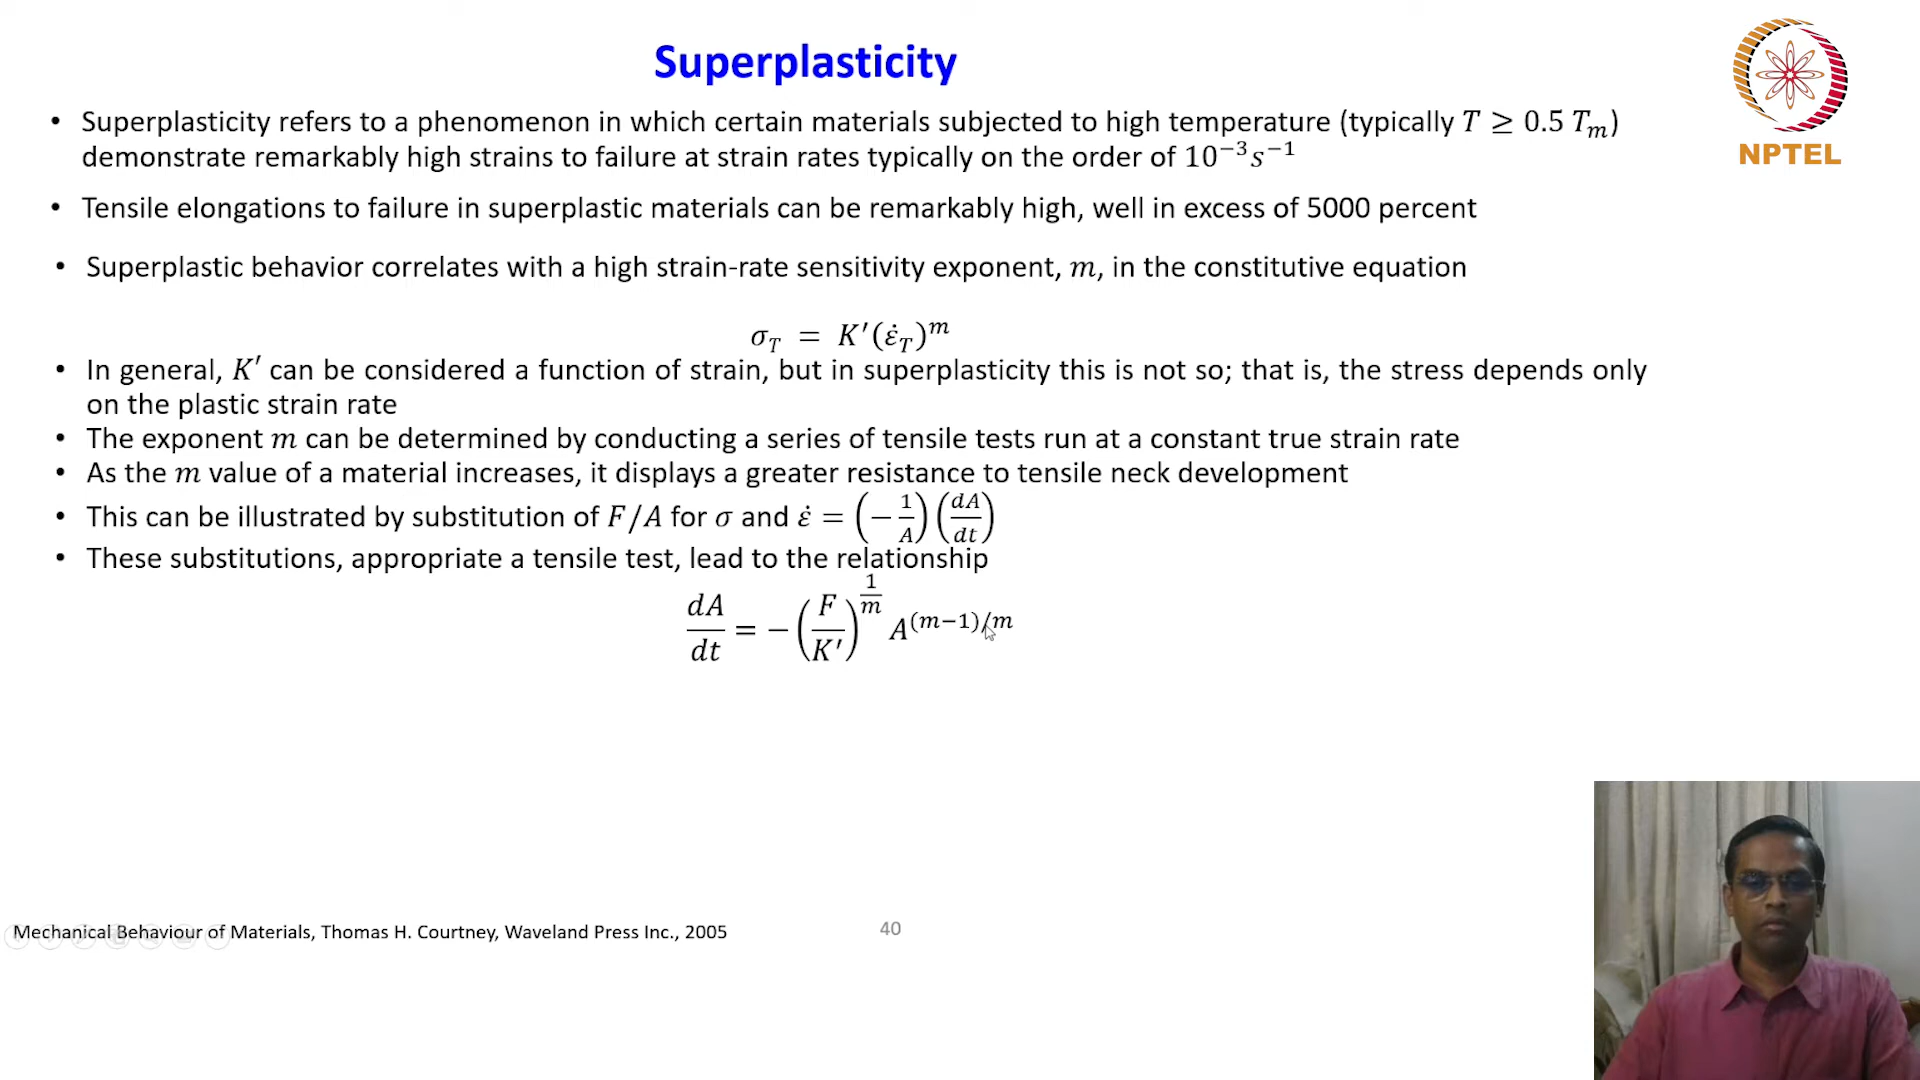 Superplasticity
NPTEL
• Superplasticity refers to a phenomenon in which certain materials subjected to high temperature (typically T ≥ 0.5 Tₘ)
demonstrate remarkably high strains to failure at strain rates typically on the order of 10⁻³s⁻¹
• Tensile elongations to failure in superplastic materials can be remarkably high, well in excess of 5000 percent
• Superplastic behavior correlates with a high strain-rate sensitivity exponent, m, in the constitutive equation
σ_T = K′(ε̇_T)^m
• In general, K′ can be considered a function of strain, but in superplasticity this is not so; that is, the stress depends only
on the plastic strain rate
• The exponent m can be determined by conducting a series of tensile tests run at a constant true strain rate
• As the m value of a material increases, it displays a greater resistance to tensile neck development
• This can be illustrated by substitution of F/A for σ and ε̇ = (−1/A)(dA/dt)
• These substitutions, appropriate a tensile test, lead to the relationship
dA/dt = −(F/K′)^(1/m) A^((m−1)/m)
Mechanical Behaviour of Materials, Thomas H. Courtney, Waveland Press Inc., 2005
40